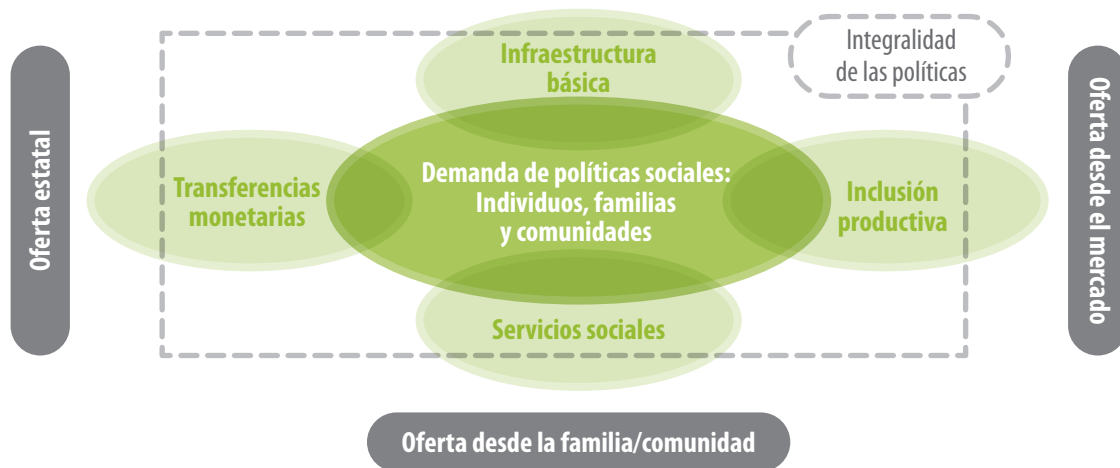 Infraestructura
básica
Integralidad
de las políticas
Oferta estatal
Transferencias
monetarias
Demanda de políticas sociales:
Individuos, familias
y comunidades
Inclusión
productiva
Oferta desde el mercado
Servicios sociales
Oferta desde la familia/comunidad